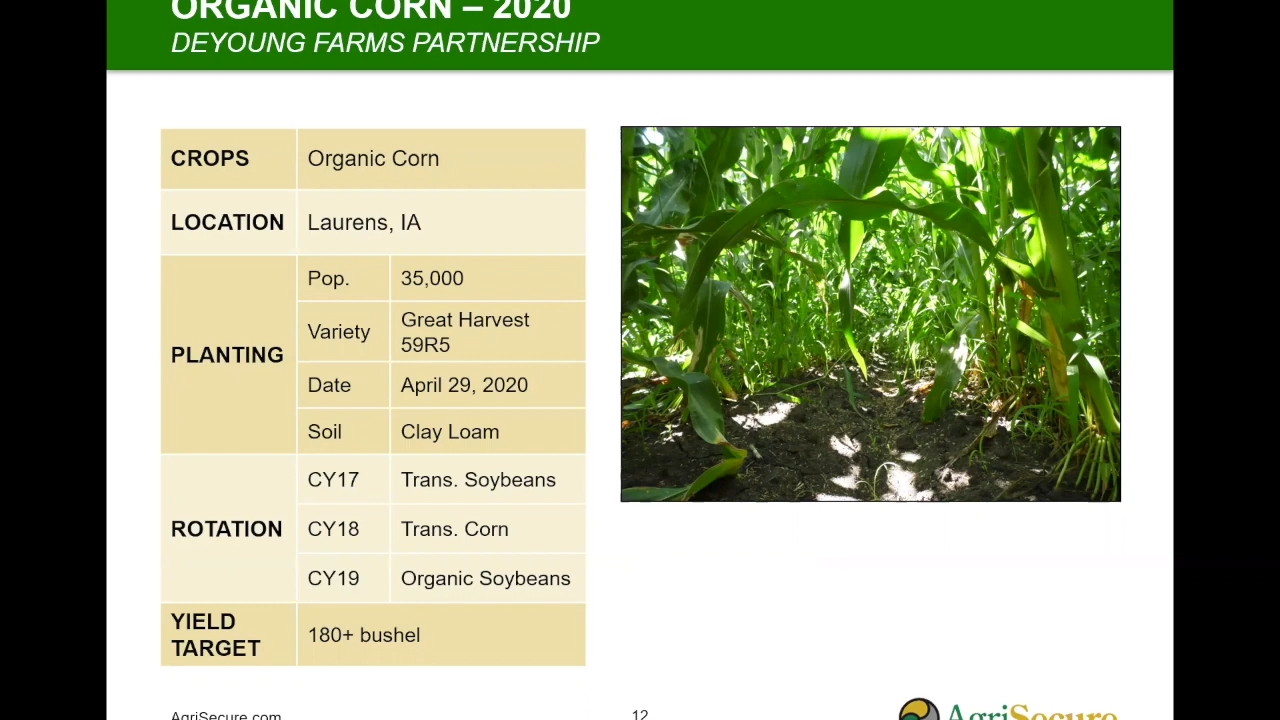 ORGANIC CORN – 2020
DEYOUNG FARMS PARTNERSHIP
CROPS
Organic Corn
LOCATION
Laurens, IA
PLANTING
Pop.
35,000
Variety
Great Harvest
59R5
Date
April 29, 2020
Soil
Clay Loam
ROTATION
CY17
Trans. Soybeans
CY18
Trans. Corn
CY19
Organic Soybeans
YIELD
TARGET
180+ bushel
AgriSecure.com
12
AgriSecure